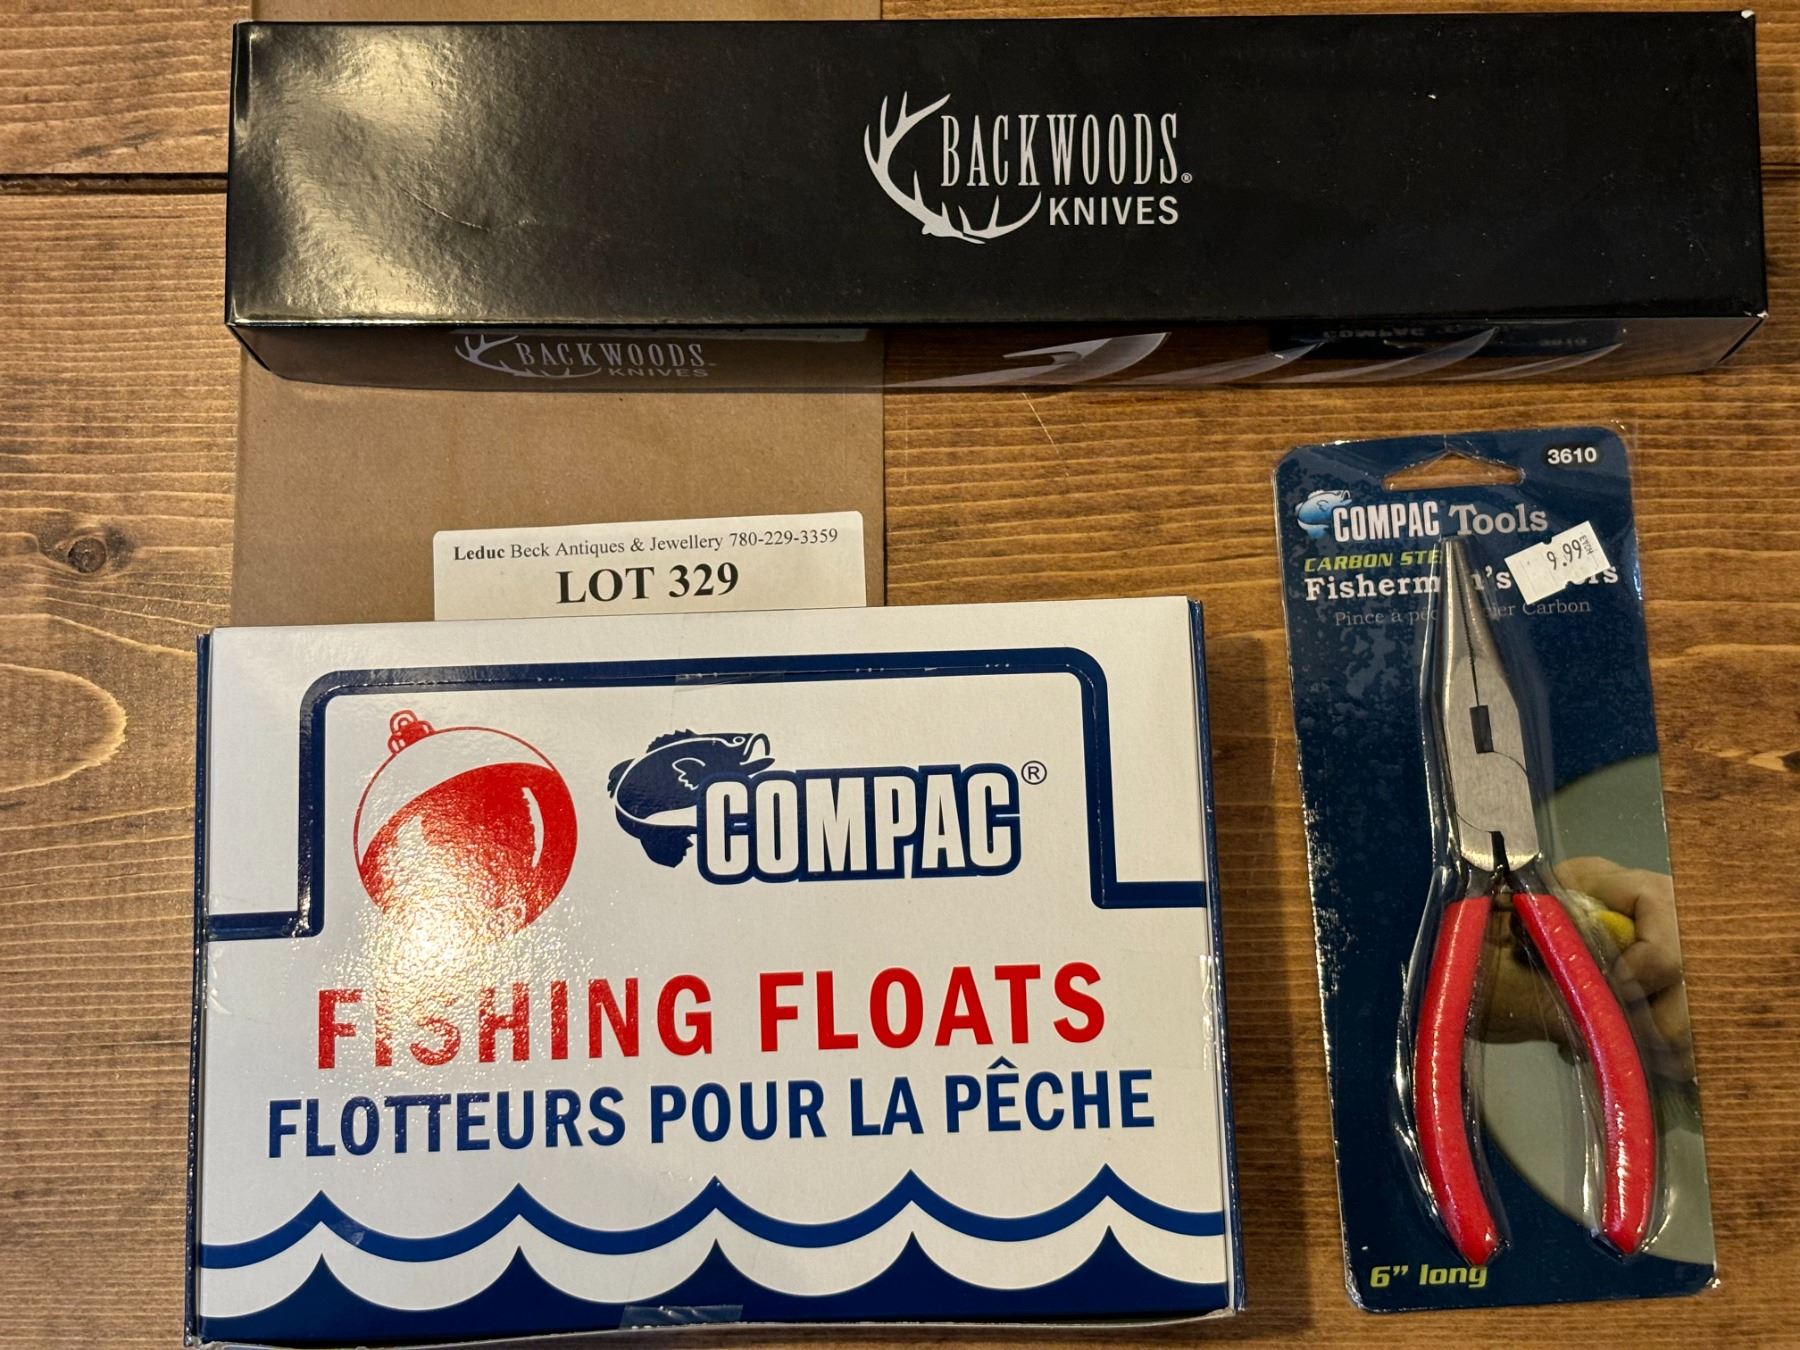 BACKWOODS®
KNIVES
BACKWOODS
KNIVES
Leduc Beck Antiques & Jewellery 780-229-3359
LOT 329
3610
COMPAC Tools
9.99
EACH
CARBON STE
Fisherm
Pince à
Carbon
6” long
COMPAC®
FISHING FLOATS
FLOTTEURS POUR LA PÊCHE